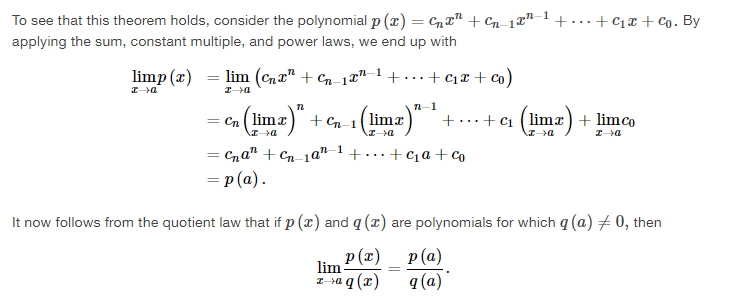 To see that this theorem holds, consider the polynomial p(x) = cₙxⁿ + cₙ₋₁xⁿ⁻¹ + ⋯ + c₁x + c₀. By
applying the sum, constant multiple, and power laws, we end up with
lim_{x→a} p(x) = lim_{x→a} (cₙxⁿ + cₙ₋₁xⁿ⁻¹ + ⋯ + c₁x + c₀)
= cₙ (lim_{x→a} x)ⁿ + cₙ₋₁ (lim_{x→a} x)ⁿ⁻¹ + ⋯ + c₁ (lim_{x→a} x) + lim_{x→a} c₀
= cₙaⁿ + cₙ₋₁aⁿ⁻¹ + ⋯ + c₁a + c₀
= p(a).
It now follows from the quotient law that if p(x) and q(x) are polynomials for which q(a) ≠ 0, then
lim_{x→a} p(x)/q(x) = p(a)/q(a).